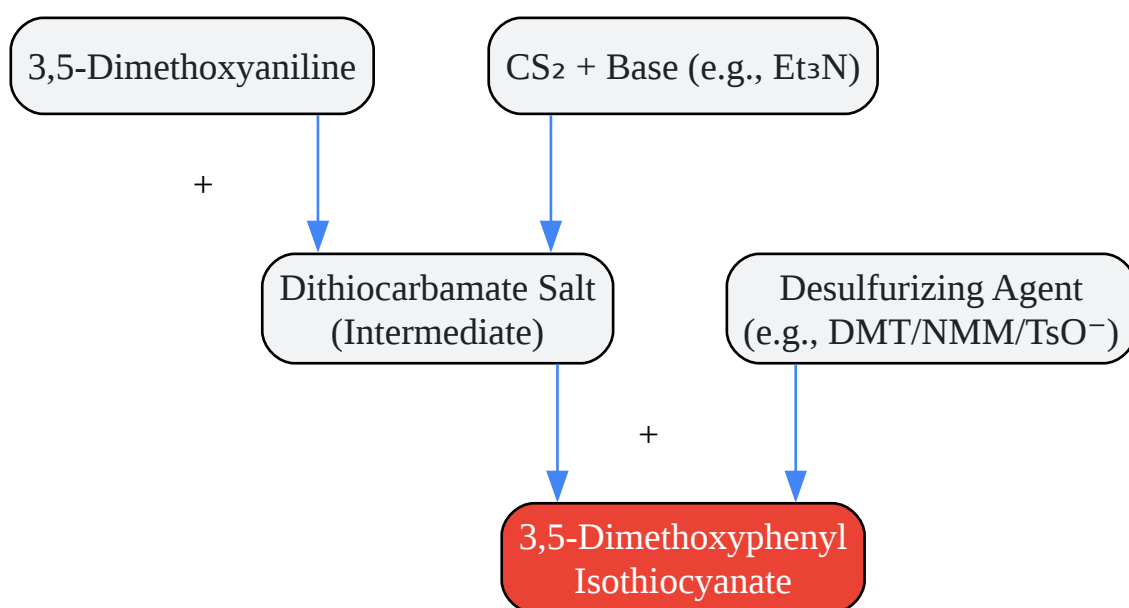 3,5-Dimethoxyaniline
CS₂ + Base (e.g., Et₃N)
+
Dithiocarbamate Salt
(Intermediate)
Desulfurizing Agent
(e.g., DMT/NMM/TsO⁻)
+
3,5-Dimethoxyphenyl
Isothiocyanate